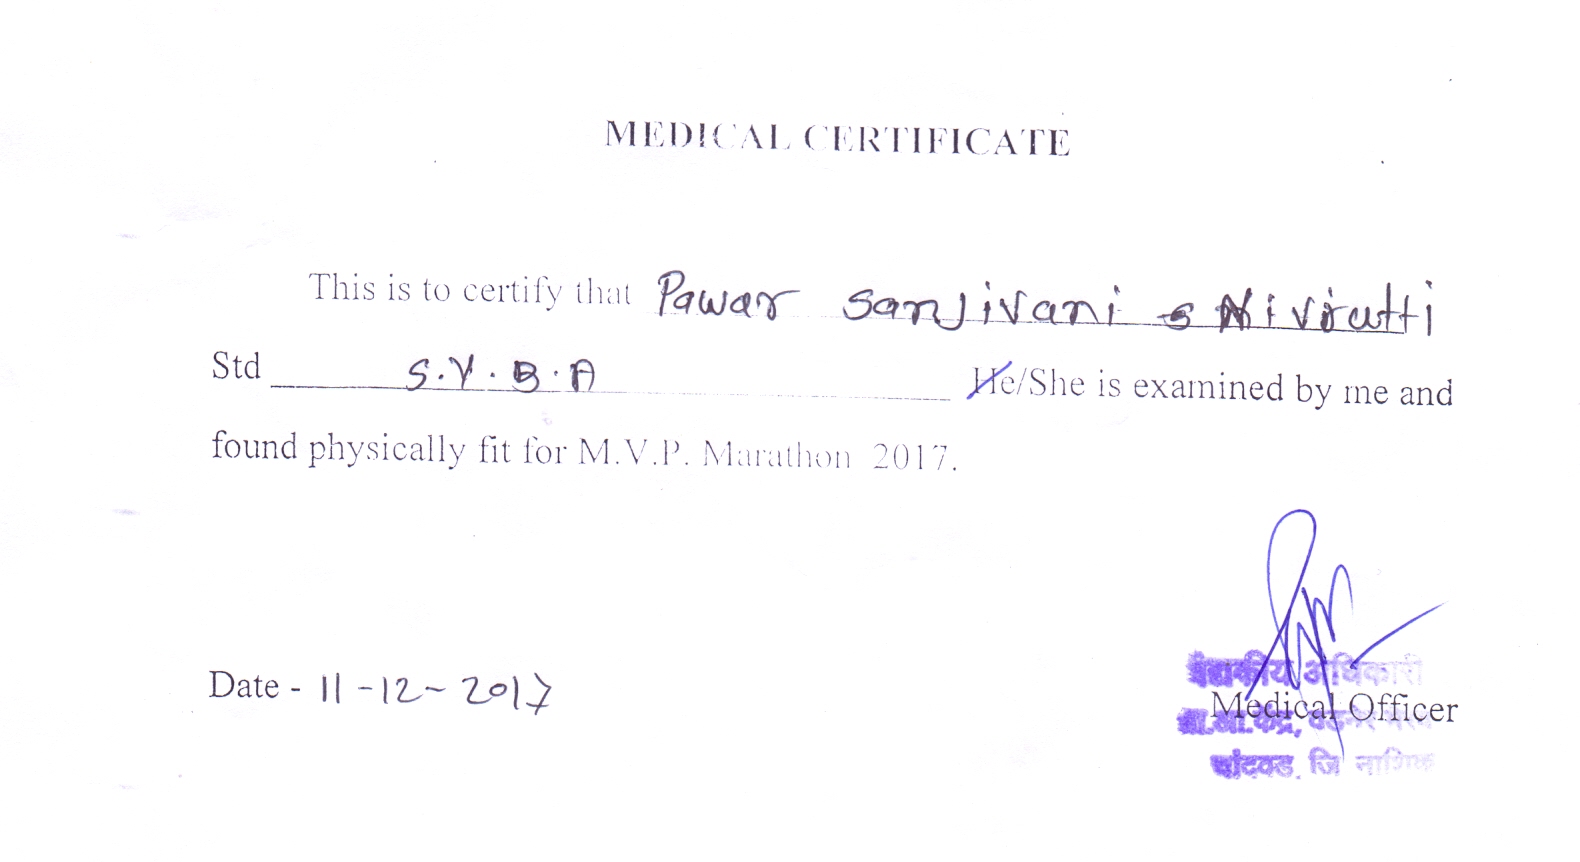 MEDICAL CERTIFICATE
This is to certify that Pawar Sanjivani Nivrutti
Std S.Y.B.A He/She is examined by me and
found physically fit for M.V.P. Marathon 2017.
Date - 11-12-2017
वैद्यकीय अधिकारी
Medical Officer
प्रा.आ.केंद्र,
चांदवड, जि नाशिक